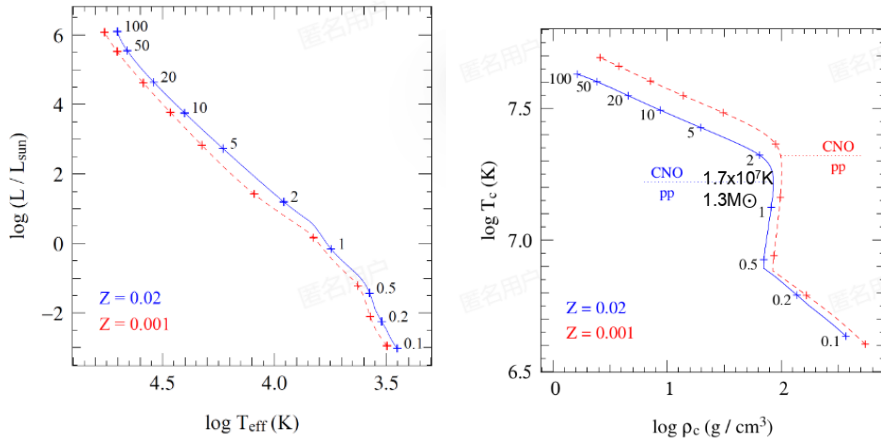 6
4
2
0
−2
log (L / Lsun)
100
50
20
10
5
2
1
0.5
0.2
0.1
Z = 0.02
Z = 0.001
4.5
4.0
3.5
log Teff (K)
匿名用户
匿名用户
7.5
7.0
6.5
log Tc (K)
100
50
20
10
5
2
1
0.5
0.2
0.1
CNO
pp
CNO
pp
1.7x10⁷K
1.3M⊙
Z = 0.02
Z = 0.001
0
1
2
log ρc (g / cm³)
匿名用户
匿名用户